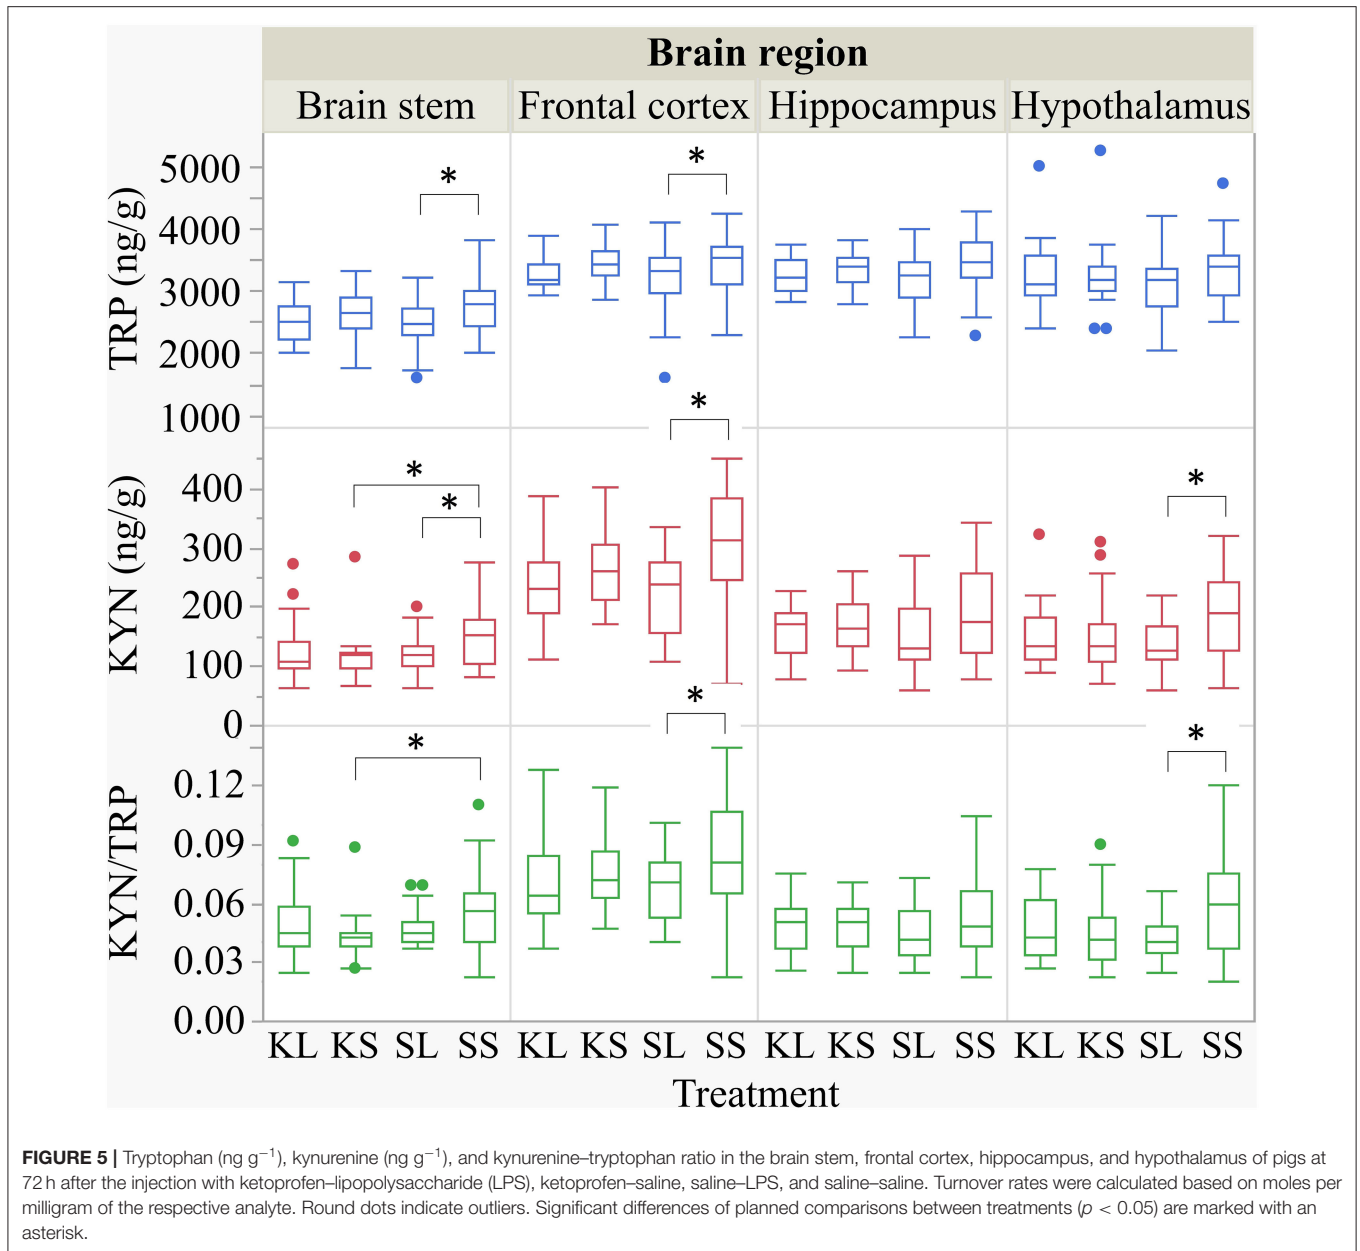 Brain region
Brain stem Frontal cortex Hippocampus Hypothalamus
TRP (ng/g)
5000
4000
3000
2000
1000
* *
KYN (ng/g)
400
300
200
100
0
* * * *
KYN/TRP
0.12
0.09
0.06
0.03
0.00
* * *
KL KS SL SS KL KS SL SS KL KS SL SS KL KS SL SS
Treatment
FIGURE 5 | Tryptophan (ng g⁻¹), kynurenine (ng g⁻¹), and kynurenine–tryptophan ratio in the brain stem, frontal cortex, hippocampus, and hypothalamus of pigs at
72 h after the injection with ketoprofen–lipopolysaccharide (LPS), ketoprofen–saline, saline–LPS, and saline–saline. Turnover rates were calculated based on moles per
milligram of the respective analyte. Round dots indicate outliers. Significant differences of planned comparisons between treatments (p < 0.05) are marked with an
asterisk.